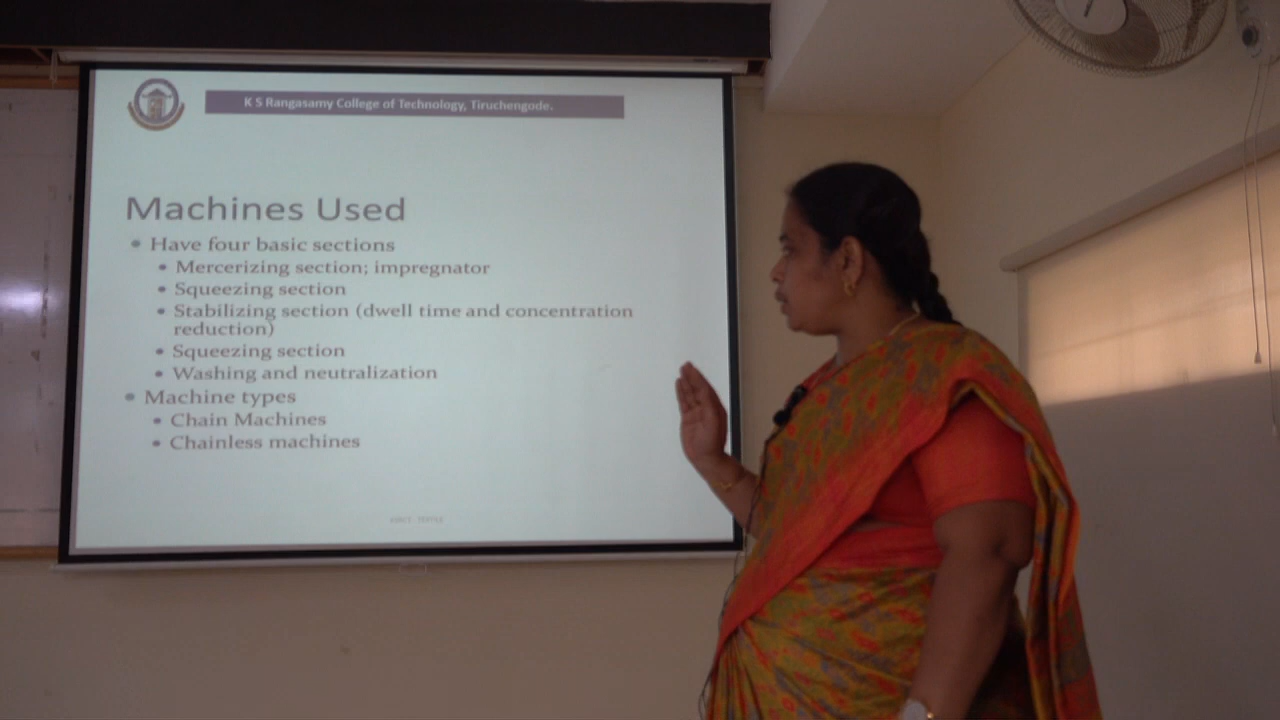 K S Rangasamy College of Technology, Tiruchengode.
Machines Used
• Have four basic sections
• Mercerizing section; impregnator
• Squeezing section
• Stabilizing section (dwell time and concentration
reduction)
• Squeezing section
• Washing and neutralization
• Machine types
• Chain Machines
• Chainless machines